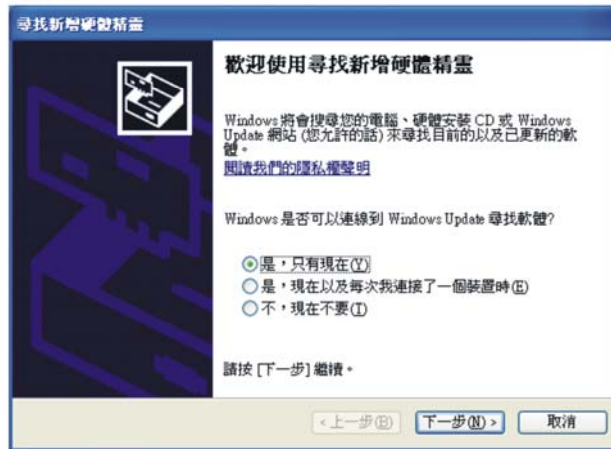 尋找新增硬體精靈
歡迎使用尋找新增硬體精靈
Windows 將會搜尋您的電腦、硬體安裝 CD 或 Windows
Update 網站 (您允許的話) 來尋找目前的以及已更新的軟
體。
閱讀我們的隱私權聲明
Windows 是否可以連線到 Windows Update 尋找軟體?
是，只有現在(Y)
是，現在以及每次我連接了一個裝置時(E)
不，現在不要(T)
請按 [下一步] 繼續。
<上一步(B) 下一步(N)> 取消